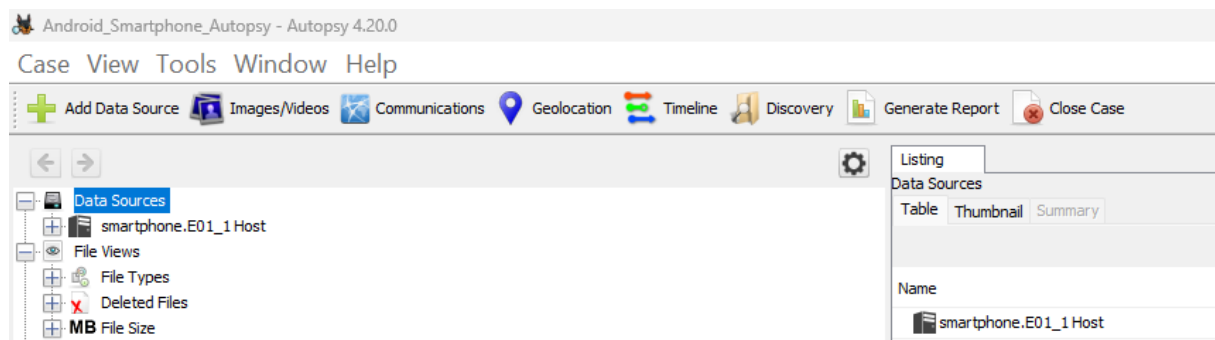 Android_Smartphone_Autopsy - Autopsy 4.20.0
Case View Tools Window Help
Add Data Source Images/Videos Communications Geolocation Timeline Discovery Generate Report Close Case
Data Sources
smartphone.E01_1 Host
File Views
File Types
Deleted Files
MB File Size
Listing
Data Sources
Table Thumbnail Summary
Name
smartphone.E01_1 Host